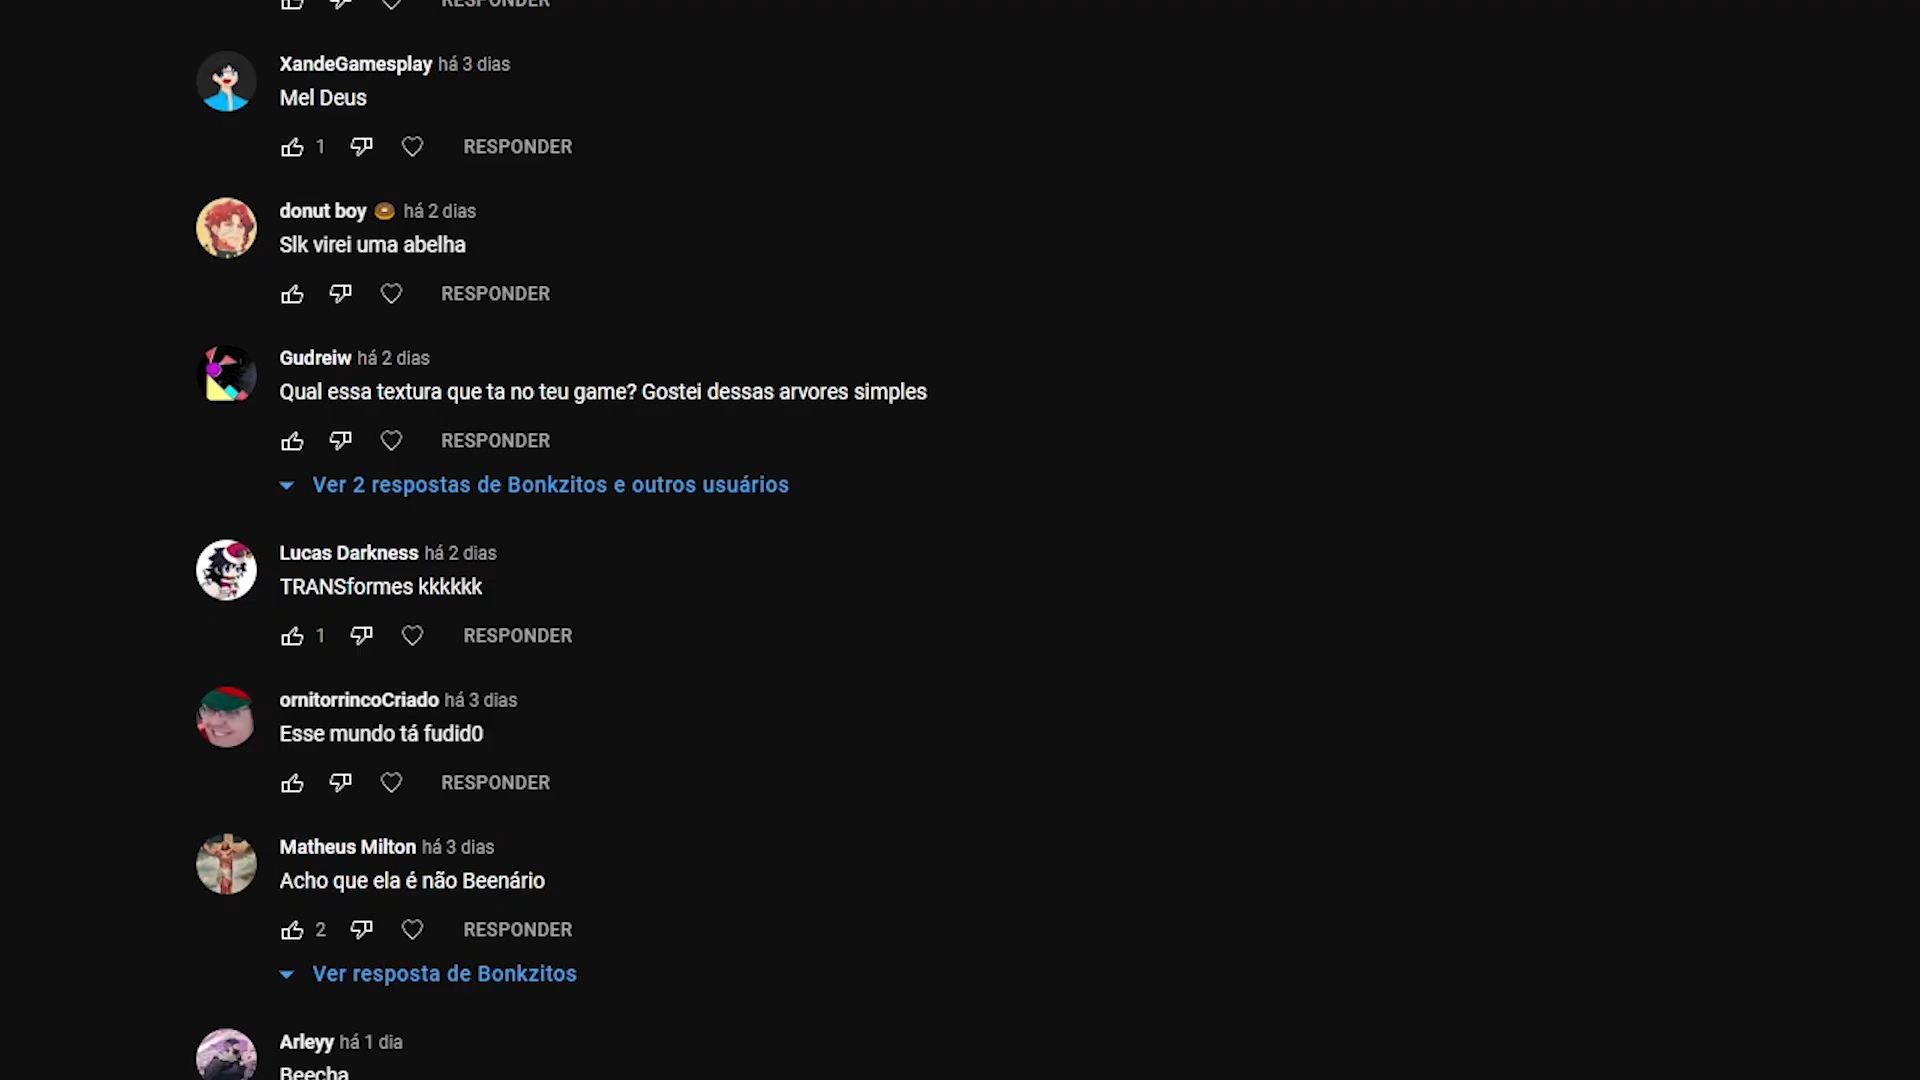 RESPONDER
XandeGamesplay há 3 dias
Mel Deus
1 RESPONDER
donut boy 🍩 há 2 dias
Slk virei uma abelha
RESPONDER
Gudreiw há 2 dias
Qual essa textura que ta no teu game? Gostei dessas arvores simples
RESPONDER
Ver 2 respostas de Bonkzitos e outros usuários
Lucas Darkness há 2 dias
TRANSformes kkkkkk
1 RESPONDER
ornitorrincoCriado há 3 dias
Esse mundo tá fudid0
RESPONDER
Matheus Milton há 3 dias
Acho que ela é não Beenário
2 RESPONDER
Ver resposta de Bonkzitos
Arleyy há 1 dia
Beecha